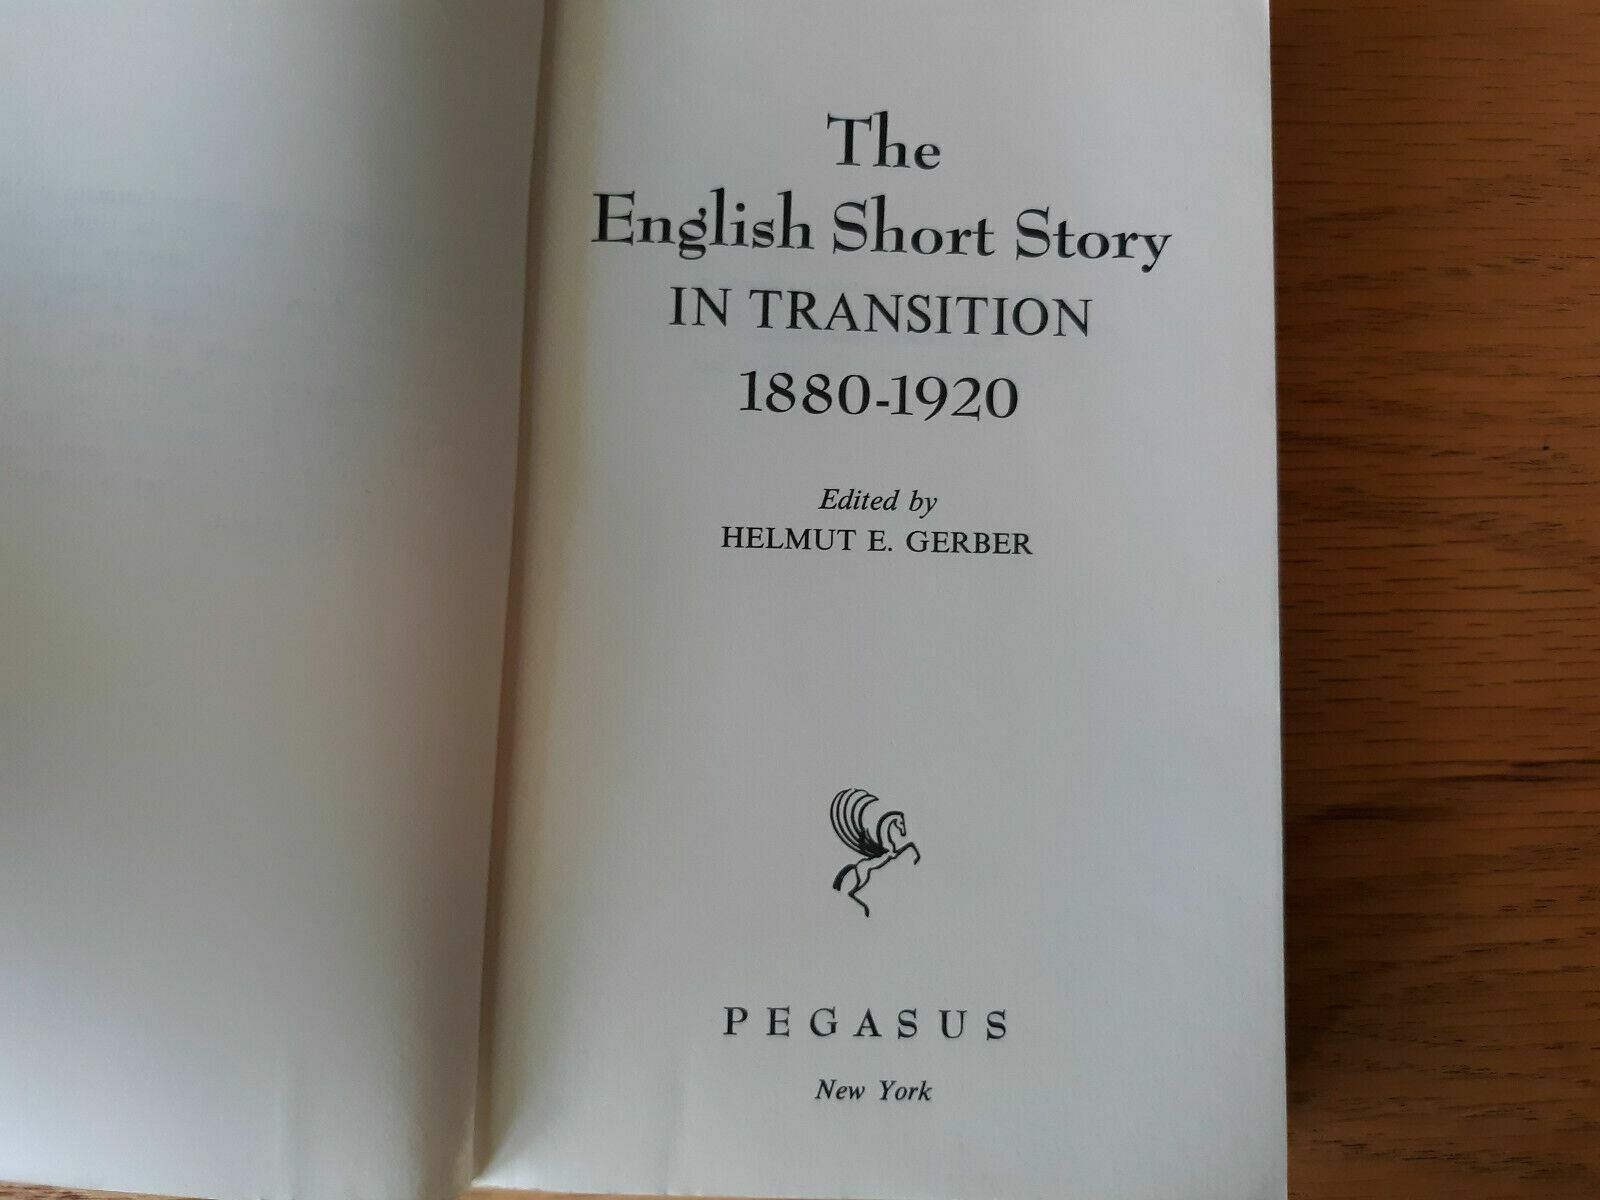 The
English Short Story
IN TRANSITION
1880-1920
Edited by
HELMUT E. GERBER
PEGASUS
New York